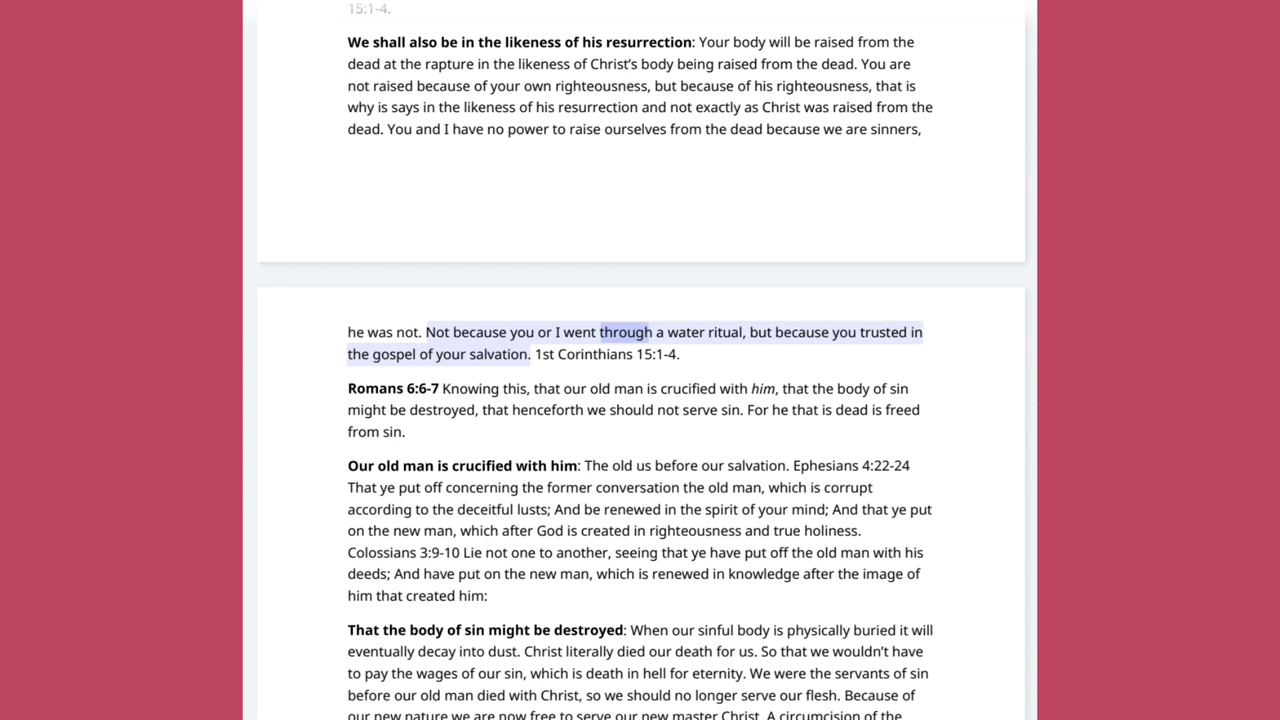 15:1-4.
We shall also be in the likeness of his resurrection: Your body will be raised from the
dead at the rapture in the likeness of Christ’s body being raised from the dead. You are
not raised because of your own righteousness, but because of his righteousness, that is
why is says in the likeness of his resurrection and not exactly as Christ was raised from the
dead. You and I have no power to raise ourselves from the dead because we are sinners,
he was not. Not because you or I went through a water ritual, but because you trusted in
the gospel of your salvation. 1st Corinthians 15:1-4.
Romans 6:6-7 Knowing this, that our old man is crucified with him, that the body of sin
might be destroyed, that henceforth we should not serve sin. For he that is dead is freed
from sin.
Our old man is crucified with him: The old us before our salvation. Ephesians 4:22-24
That ye put off concerning the former conversation the old man, which is corrupt
according to the deceitful lusts; And be renewed in the spirit of your mind; And that ye put
on the new man, which after God is created in righteousness and true holiness.
Colossians 3:9-10 Lie not one to another, seeing that ye have put off the old man with his
deeds; And have put on the new man, which is renewed in knowledge after the image of
him that created him:
That the body of sin might be destroyed: When our sinful body is physically buried it will
eventually decay into dust. Christ literally died our death for us. So that we wouldn’t have
to pay the wages of our sin, which is death in hell for eternity. We were the servants of sin
before our old man died with Christ, so we should no longer serve our flesh. Because of
our new nature we are now free to serve our new master Christ. A circumcision of the